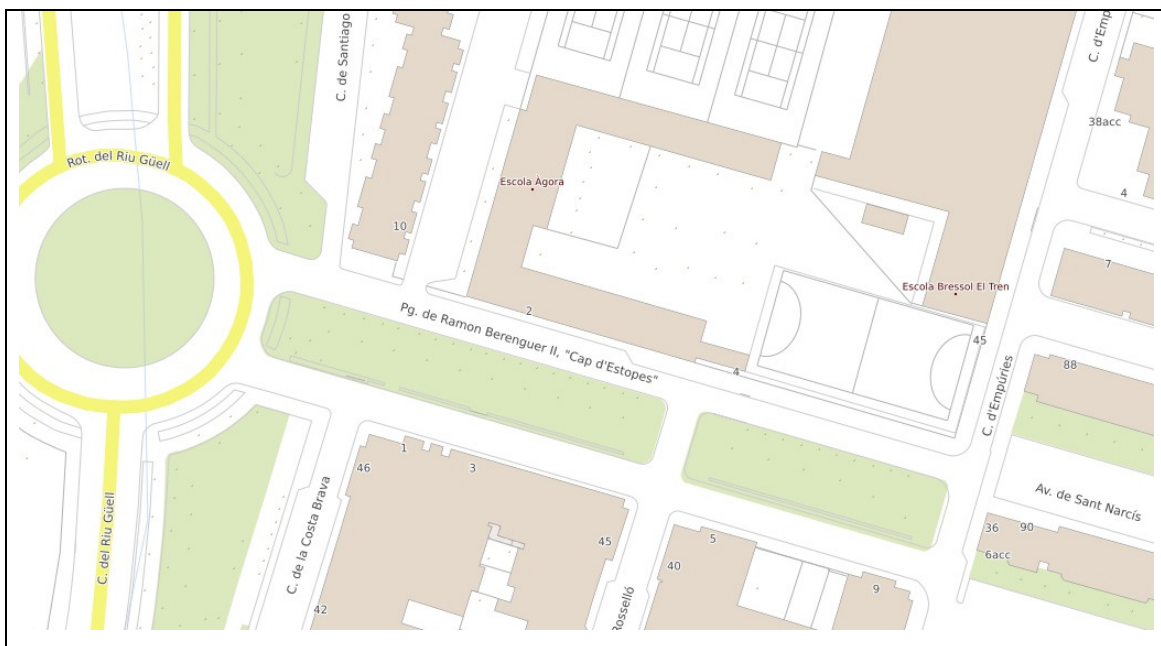 C. de Santiago
C. d'Emp
38acc
Rot. del Riu Güell
Escola Àgora
4
10
7
Escola Bressol El Tren
2
Pg. de Ramon Berenguer II, "Cap d'Estopes"
45
4
88
C. d'Empúries
1
46
3
Av. de Sant Narcís
C. del Riu Güell
C. de la Costa Brava
36
90
45
5
6acc
40
9
42
Rosselló